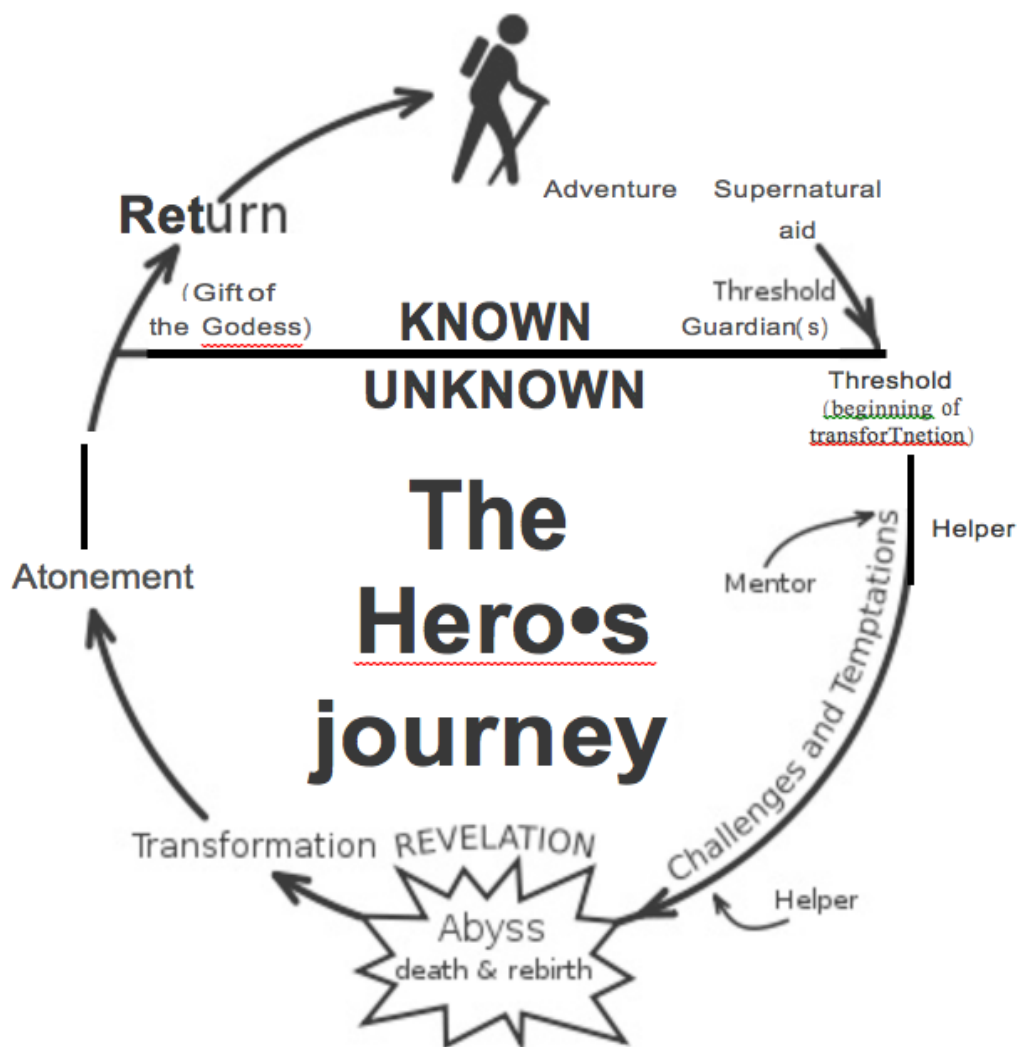 Adventure
Supernatural
aid
Return
(Gift of
the Godess)
KNOWN
Threshold
Guardian(s)
UNKNOWN
Threshold
(beginning of
transforTnetion)
The
Hero•s
journey
Helper
Mentor
Challenges and Temptations
Atonement
Transformation
REVELATION
Abyss
death & rebirth
Helper